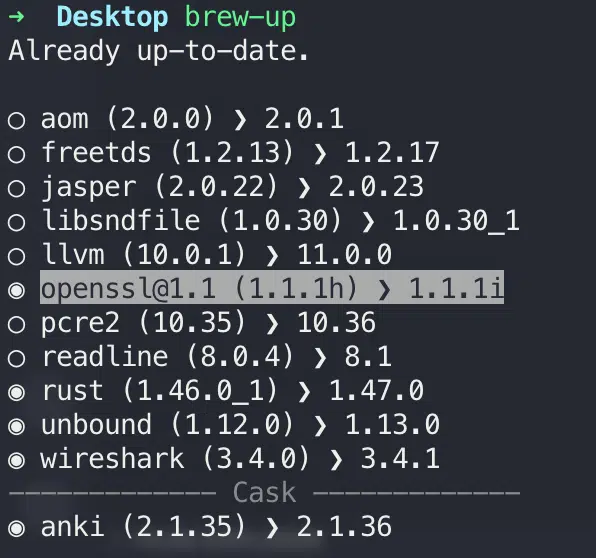 ➜ Desktop brew-up
Already up-to-date.
○ aom (2.0.0) ❯ 2.0.1
○ freetds (1.2.13) ❯ 1.2.17
○ jasper (2.0.22) ❯ 2.0.23
○ libsndfile (1.0.30) ❯ 1.0.30_1
○ llvm (10.0.1) ❯ 11.0.0
◉ openssl@1.1 (1.1.1h) ❯ 1.1.1i
○ pcre2 (10.35) ❯ 10.36
○ readline (8.0.4) ❯ 8.1
◉ rust (1.46.0_1) ❯ 1.47.0
◉ unbound (1.12.0) ❯ 1.13.0
◉ wireshark (3.4.0) ❯ 3.4.1
───────────── Cask ─────────────
◉ anki (2.1.35) ❯ 2.1.36